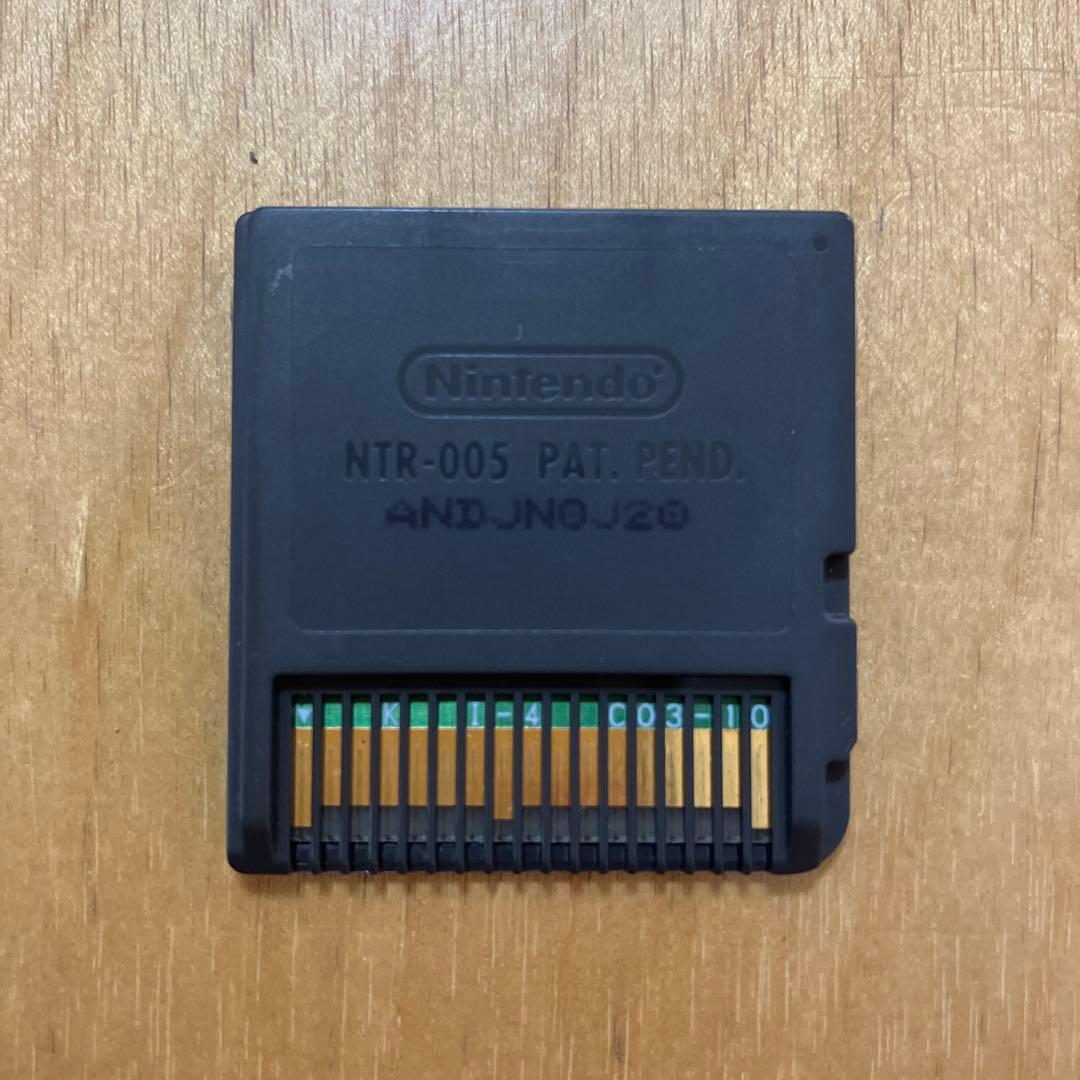 Nintendo®
NTR-005 PAT. PEND.
ANDJN0J20
▼ K I-4 C03-10